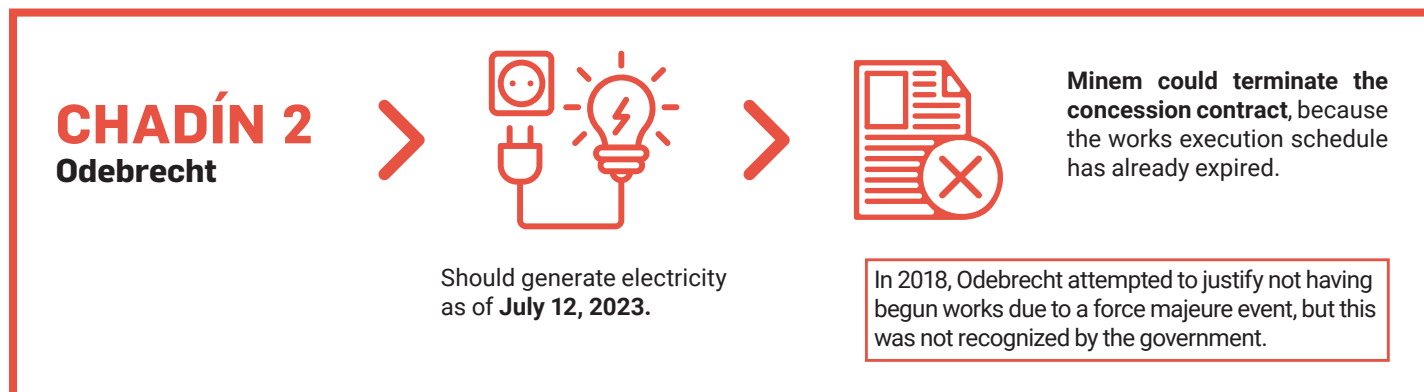 CHADÍN 2
Odebrecht
Should generate electricity
as of July 12, 2023.
Minem could terminate the
concession contract, because
the works execution schedule
has already expired.
In 2018, Odebrecht attempted to justify not having
begun works due to a force majeure event, but this
was not recognized by the government.